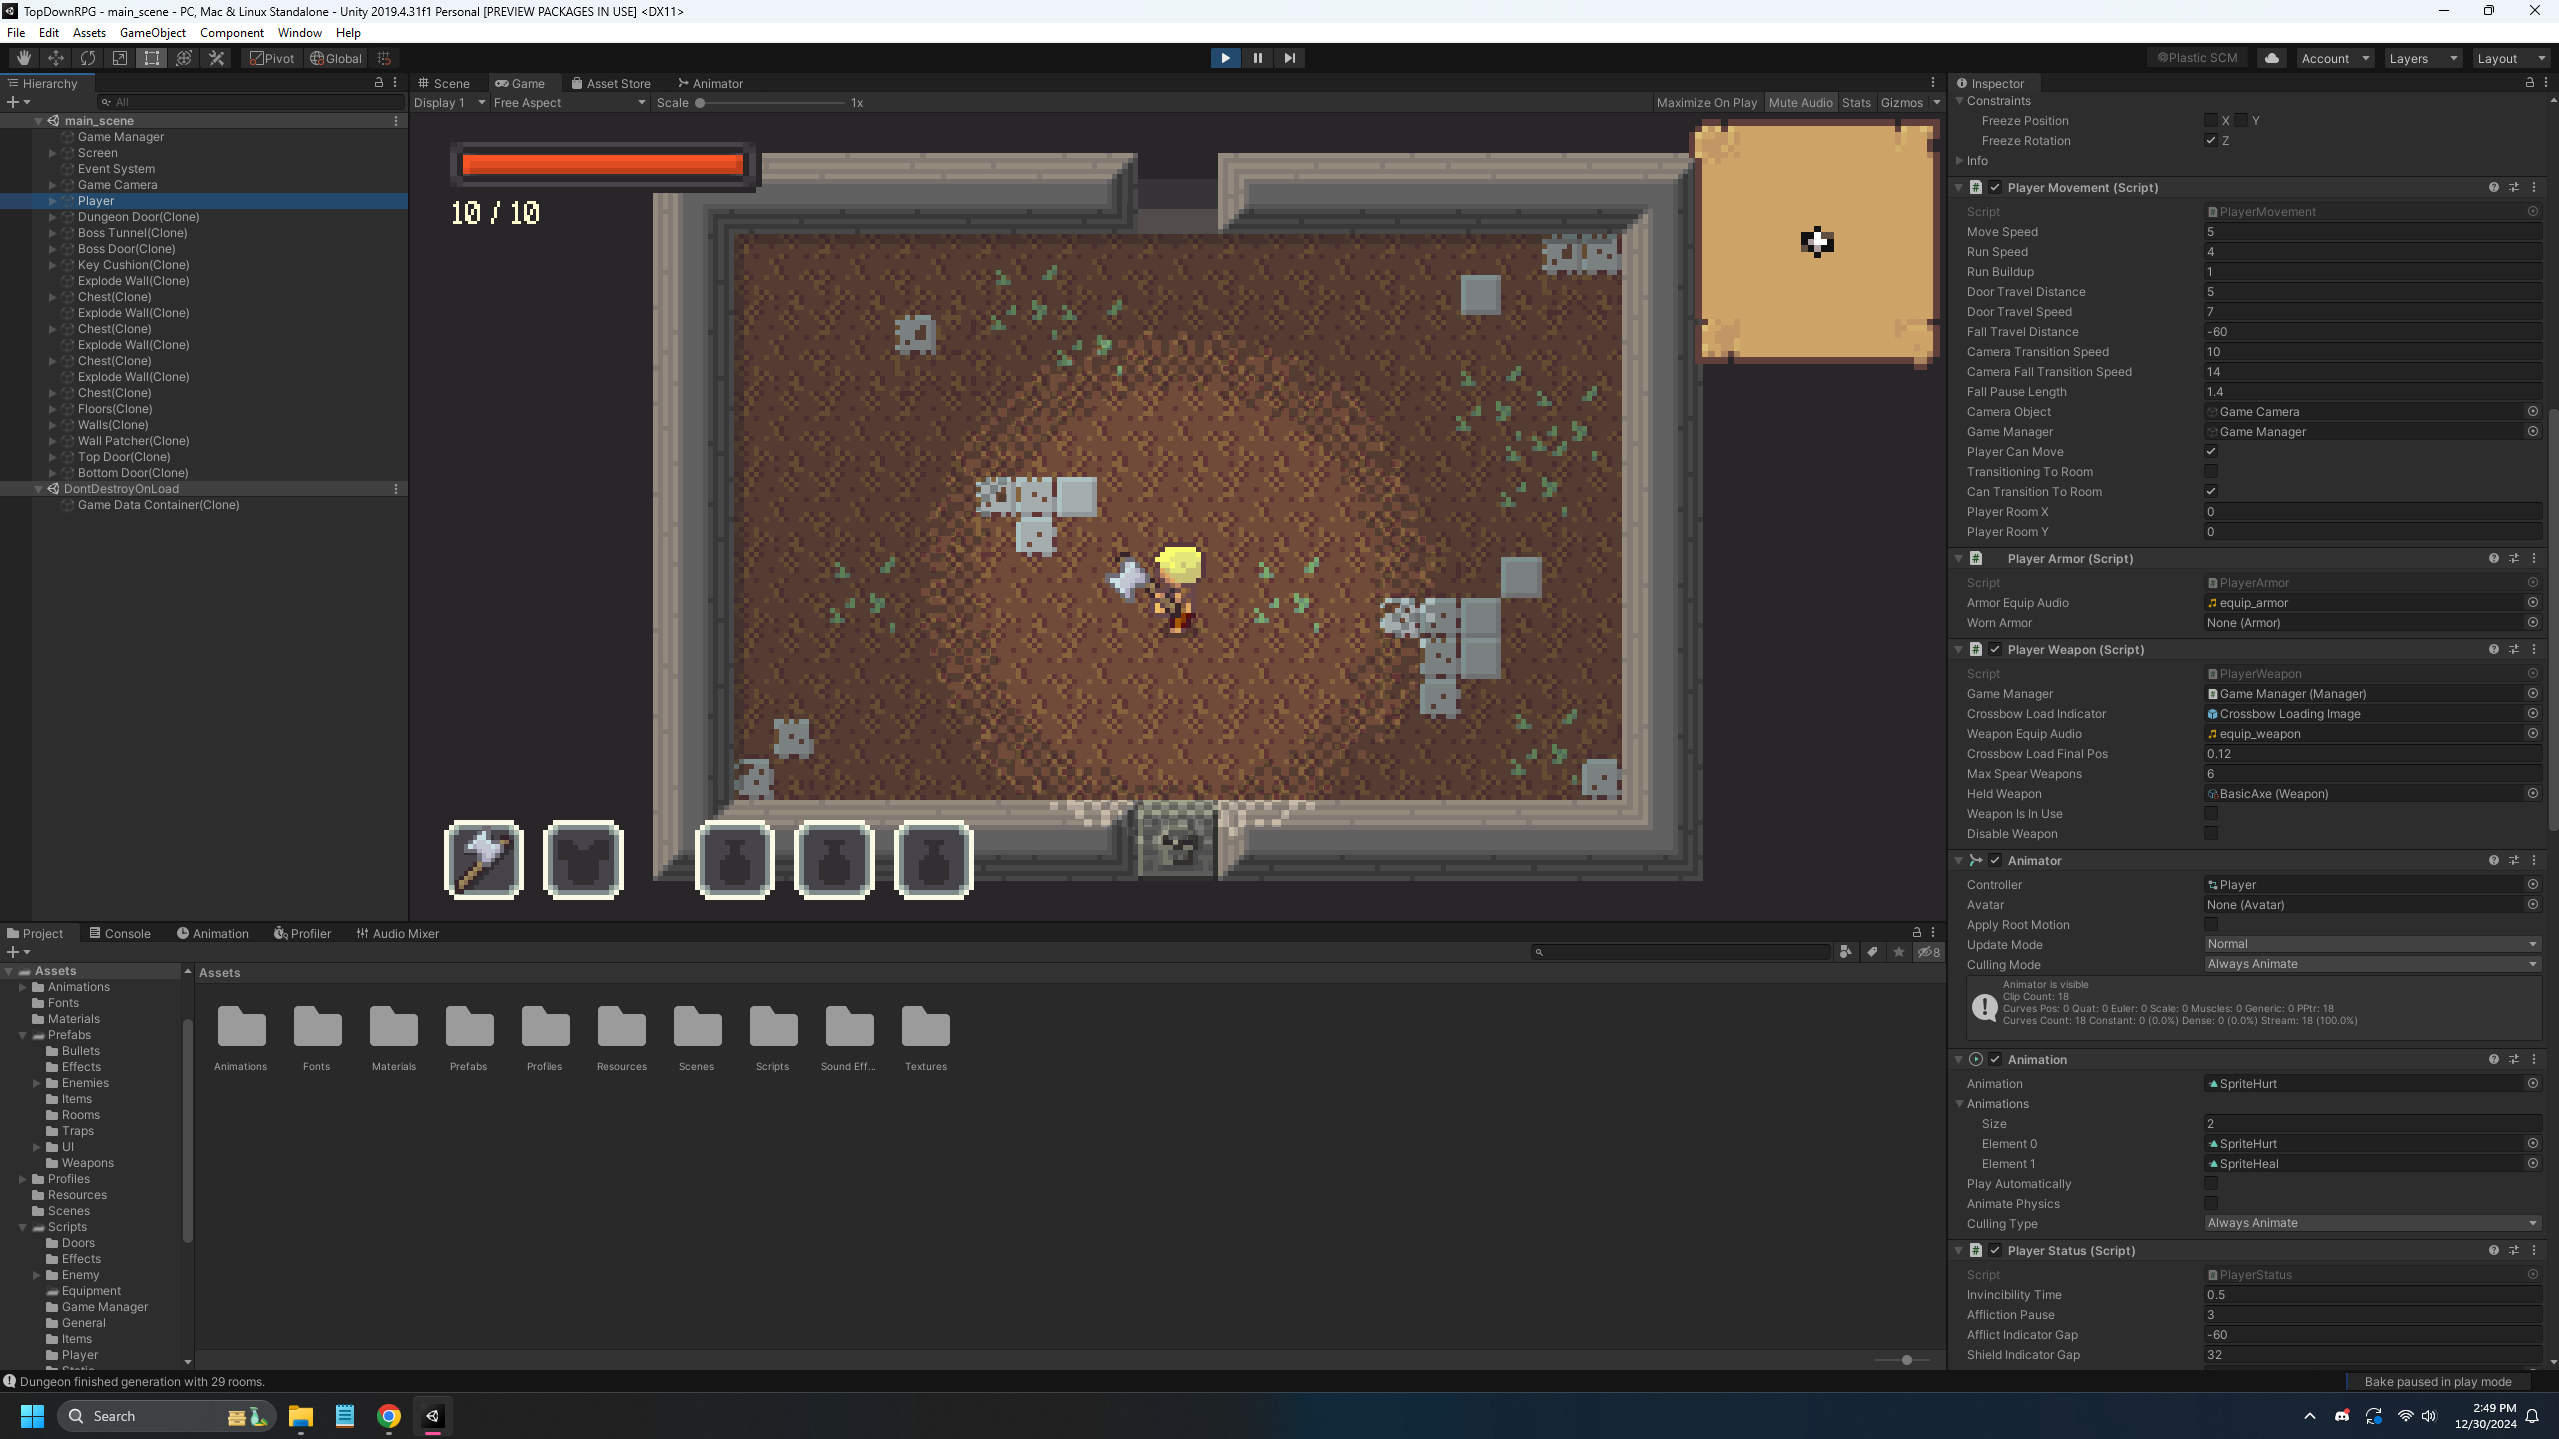 TopDownRPG - main_scene - PC, Mac & Linux Standalone - Unity 2019.4.31f1 Personal [PREVIEW PACKAGES IN USE] <DX11>
File Edit Assets GameObject Component Window Help
Pivot Global Plastic SCM Account Layers Layout
Hierarchy
All
main_scene
Game Manager
Screen
Event System
Game Camera
Player
Dungeon Door(Clone)
Boss Tunnel(Clone)
Boss Door(Clone)
Key Cushion(Clone)
Explode Wall(Clone)
Chest(Clone)
Explode Wall(Clone)
Chest(Clone)
Explode Wall(Clone)
Chest(Clone)
Explode Wall(Clone)
Chest(Clone)
Floors(Clone)
Walls(Clone)
Wall Patcher(Clone)
Top Door(Clone)
Bottom Door(Clone)
DontDestroyOnLoad
Game Data Container(Clone)
Scene Game Asset Store Animator
Display 1 Free Aspect Scale 1x Maximize On Play Mute Audio Stats Gizmos
10 / 10
Inspector
Constraints
Freeze Position X Y
Freeze Rotation Z
Info
Player Movement (Script)
Script PlayerMovement
Move Speed 5
Run Speed 4
Run Buildup 1
Door Travel Distance 5
Door Travel Speed 7
Fall Travel Distance -60
Camera Transition Speed 10
Camera Fall Transition Speed 14
Fall Pause Length 1.4
Camera Object Game Camera
Game Manager Game Manager
Player Can Move
Transitioning To Room
Can Transition To Room
Player Room X 0
Player Room Y 0
Player Armor (Script)
Script PlayerArmor
Armor Equip Audio equip_armor
Worn Armor None (Armor)
Player Weapon (Script)
Script PlayerWeapon
Game Manager Game Manager (Manager)
Crossbow Load Indicator Crossbow Loading Image
Weapon Equip Audio equip_weapon
Crossbow Load Final Pos 0.12
Max Spear Weapons 6
Held Weapon BasicAxe (Weapon)
Weapon Is In Use
Disable Weapon
Animator
Controller Player
Avatar None (Avatar)
Apply Root Motion
Update Mode Normal
Culling Mode Always Animate
Animator is visible
Clip Count: 18
Curves Pos: 0 Quat: 0 Euler: 0 Scale: 0 Muscles: 0 Generic: 0 PPtr: 18
Curves Count: 18 Constant: 0 (0.0%) Dense: 0 (0.0%) Stream: 18 (100.0%)
Animation
Animation SpriteHurt
Animations
Size 2
Element 0 SpriteHurt
Element 1 SpriteHeal
Play Automatically
Animate Physics
Culling Type Always Animate
Player Status (Script)
Script PlayerStatus
Invincibility Time 0.5
Affliction Pause 3
Afflict Indicator Gap -60
Shield Indicator Gap 32
Project Console Animation Profiler Audio Mixer
8
Assets
Animations
Fonts
Materials
Prefabs
Bullets
Effects
Enemies
Items
Rooms
Traps
UI
Weapons
Profiles
Resources
Scenes
Scripts
Doors
Effects
Enemy
Equipment
Game Manager
General
Items
Player
Assets
Animations Fonts Materials Prefabs Profiles Resources Scenes Scripts Sound Eff... Textures
Dungeon finished generation with 29 rooms.
Bake paused in play mode
Search
2:49 PM
12/30/2024